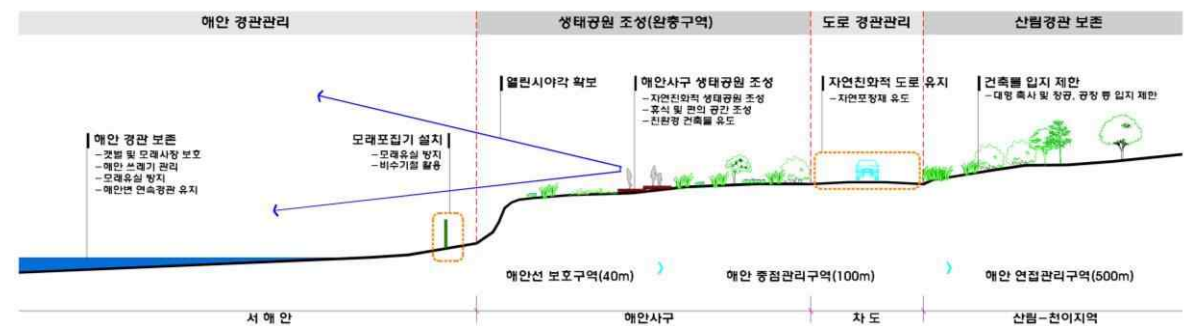 해안 경관관리
생태공원 조성(완충구역)
도로 경관관리
산림경관 보존
열린시야각 확보
해안사구 생태공원 조성
-자연친화적 생태공원 조성
-휴식 및 편의 공간 조성
-친환경 건축물 유도
자연친화적 도로 유지
-자연포장재 유도
건축물 입지 제한
-대형 축사 및 창공, 공장 등 입지 제한
해안 경관 보존
-갯벌 및 모래사장 보호
-해안 쓰레기 관리
-모래유실 방지
-해안변 연속경관 유지
모래포집기 설치
-모래유실 방지
-비수기철 활용
해안선 보호구역(40m)
해안 중점관리구역(100m)
해안 연접관리구역(500m)
서 해 안
해안사구
차 도
산림-천이지역